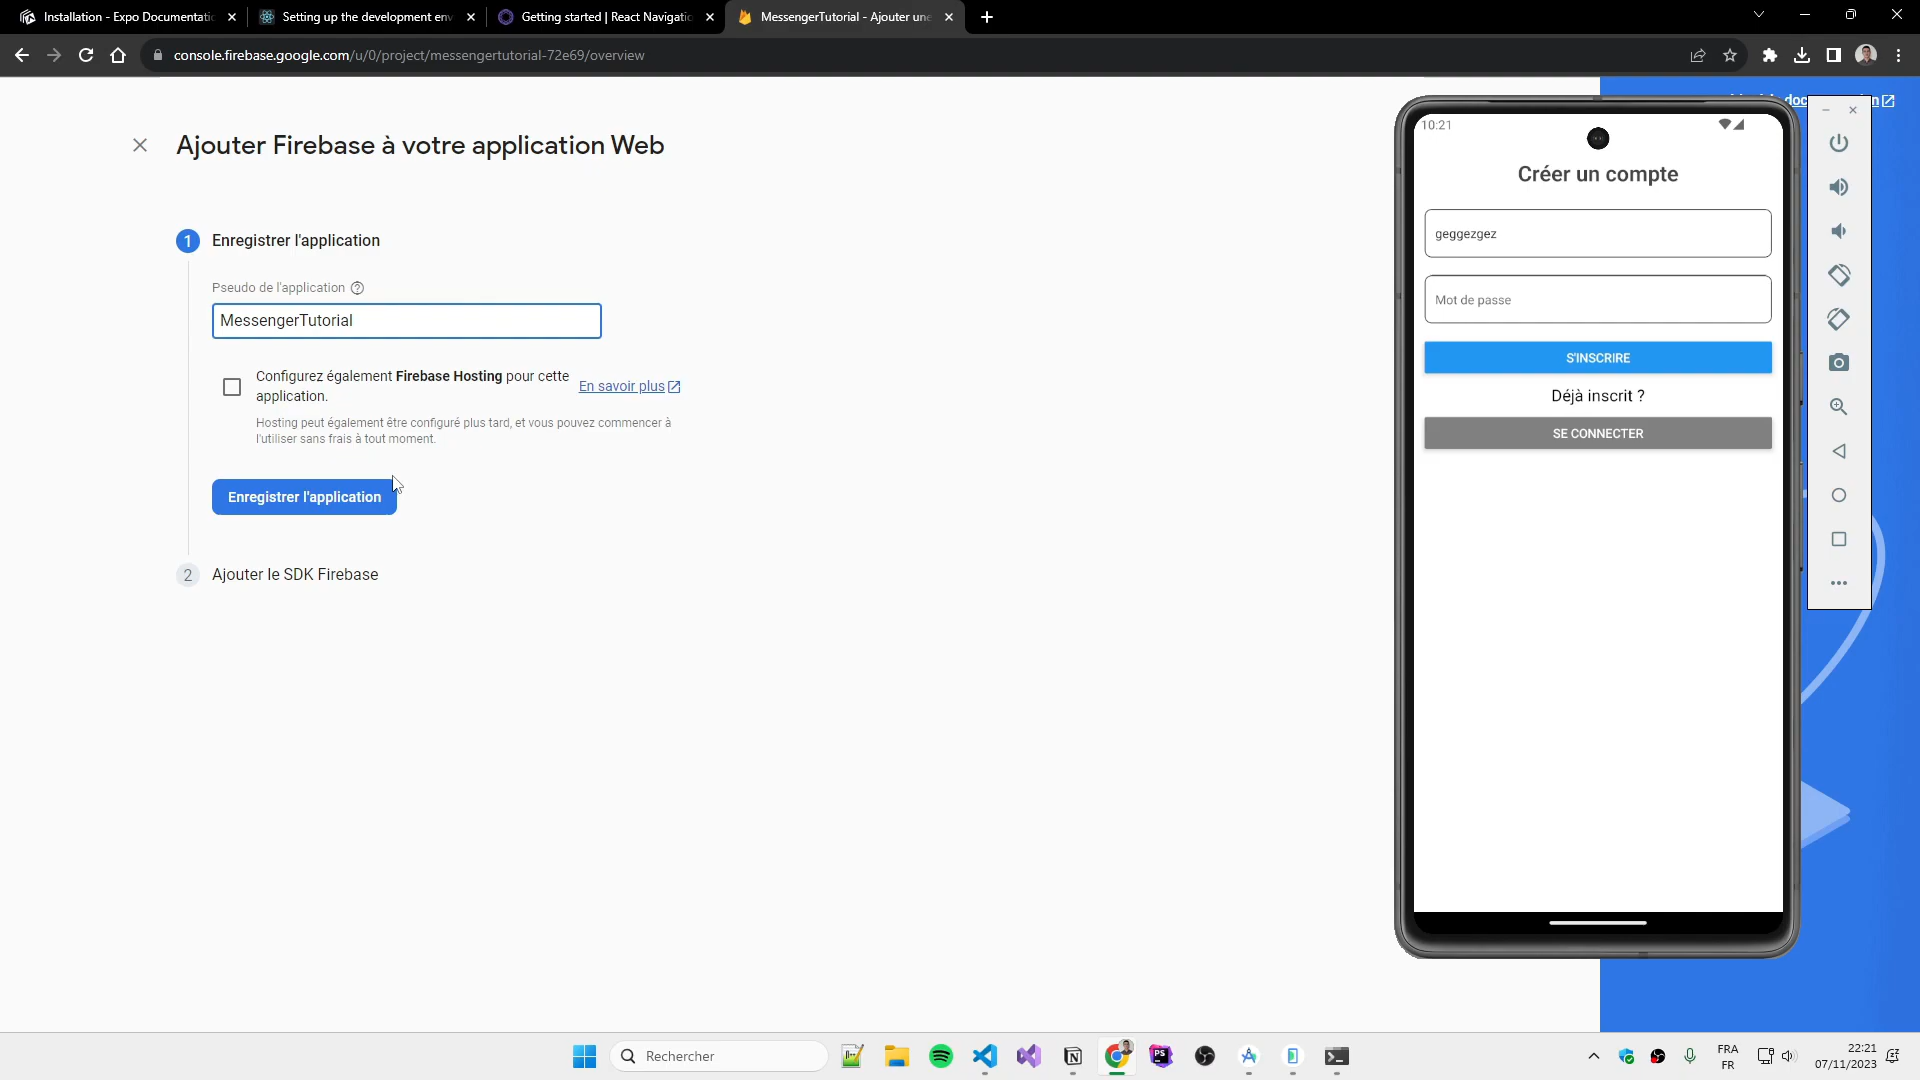 Installation - Expo Documentati
Setting up the development env
Getting started | React Navigatio
MessengerTutorial - Ajouter une
console.firebase.google.com/u/0/project/messengertutorial-72e69/overview
Ajouter Firebase à votre application Web
1 Enregistrer l'application
Pseudo de l'application
MessengerTutorial
Configurez également Firebase Hosting pour cette
application.
En savoir plus
Hosting peut également être configuré plus tard, et vous pouvez commencer à
l'utiliser sans frais à tout moment.
Enregistrer l'application
2 Ajouter le SDK Firebase
10:21
Créer un compte
geggezgez
Mot de passe
S'INSCRIRE
Déjà inscrit ?
SE CONNECTER
Rechercher
FRA
FR
22:21
07/11/2023